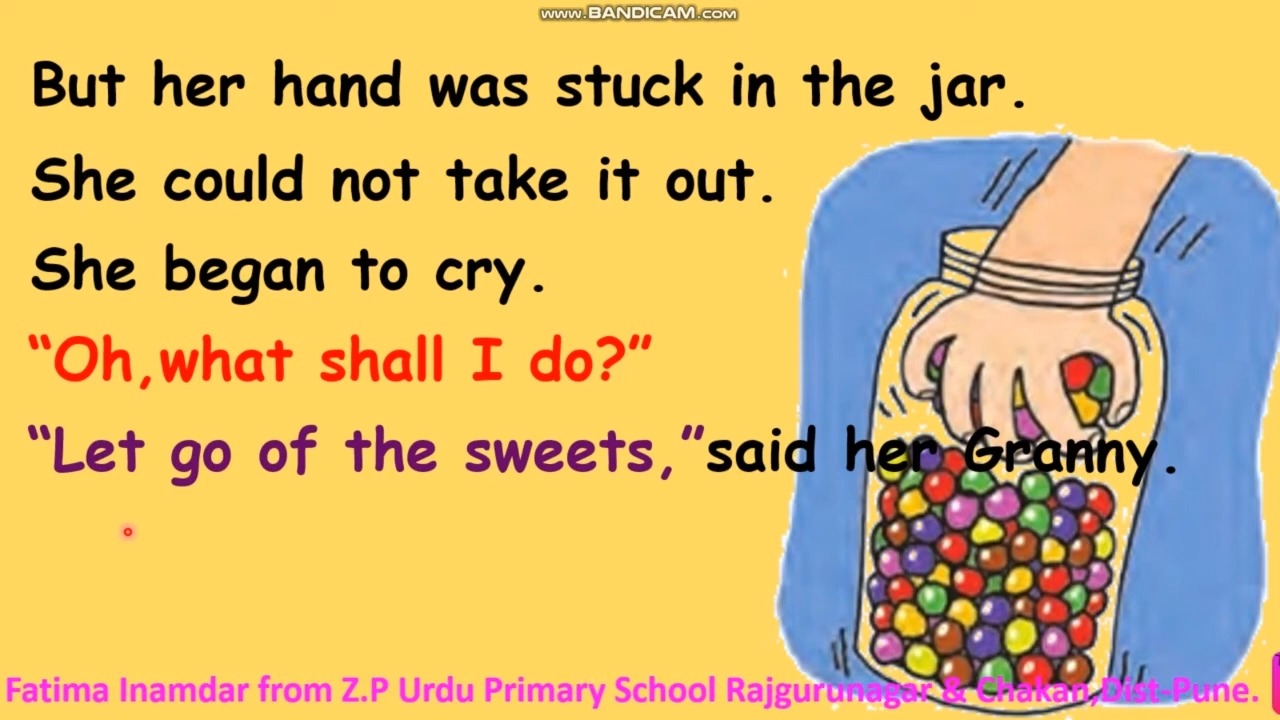 www.BANDICAM.com
But her hand was stuck in the jar.
She could not take it out.
She began to cry.
“Oh,what shall I do?”
“Let go of the sweets,”said her Granny.
Fatima Inamdar from Z.P Urdu Primary School Rajgurunagar & Chakan,Dist-Pune.